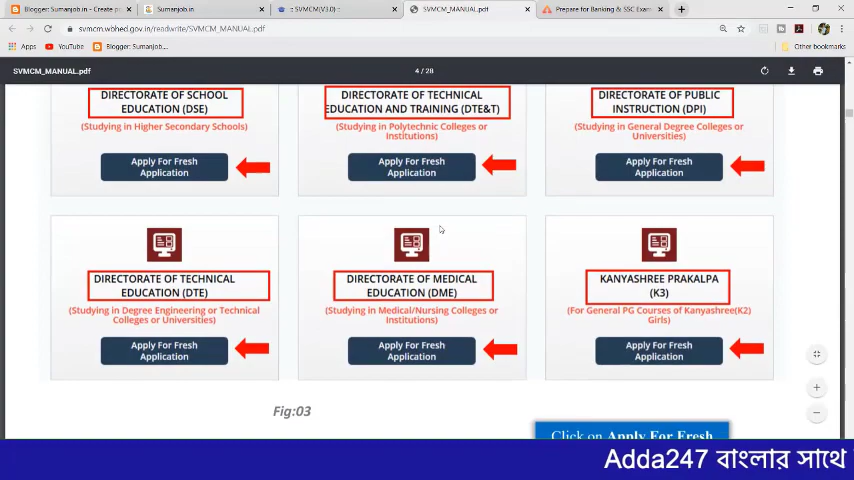 Blogger: Sumanjob.in - Create p
Sumanjob.in
:: SVMCM(V3.0) ::
SVMCM_MANUAL.pdf
Prepare for Banking & SSC Exam
svmcm.wbhed.gov.in/readwrite/SVMCM_MANUAL.pdf
Apps
YouTube
Blogger: Sumanjob....
Other bookmarks
SVMCM_MANUAL.pdf
4 / 28
DIRECTORATE OF SCHOOL
EDUCATION (DSE)
(Studying in Higher Secondary Schools)
Apply For Fresh
Application
DIRECTORATE OF TECHNICAL
EDUCATION AND TRAINING (DTE&T)
(Studying in Polytechnic Colleges or
Institutions)
Apply For Fresh
Application
DIRECTORATE OF PUBLIC
INSTRUCTION (DPI)
(Studying in General Degree Colleges or
Universities)
Apply For Fresh
Application
DIRECTORATE OF TECHNICAL
EDUCATION (DTE)
(Studying in Degree Engineering or Technical
Colleges or Universities)
Apply For Fresh
Application
DIRECTORATE OF MEDICAL
EDUCATION (DME)
(Studying in Medical/Nursing Colleges or
Institutions)
Apply For Fresh
Application
KANYASHREE PRAKALPA
(K3)
(For General PG Courses of Kanyashree(K2)
Girls)
Apply For Fresh
Application
Fig:03
Click on Apply For Fresh
Adda247 বাংলার সাথে